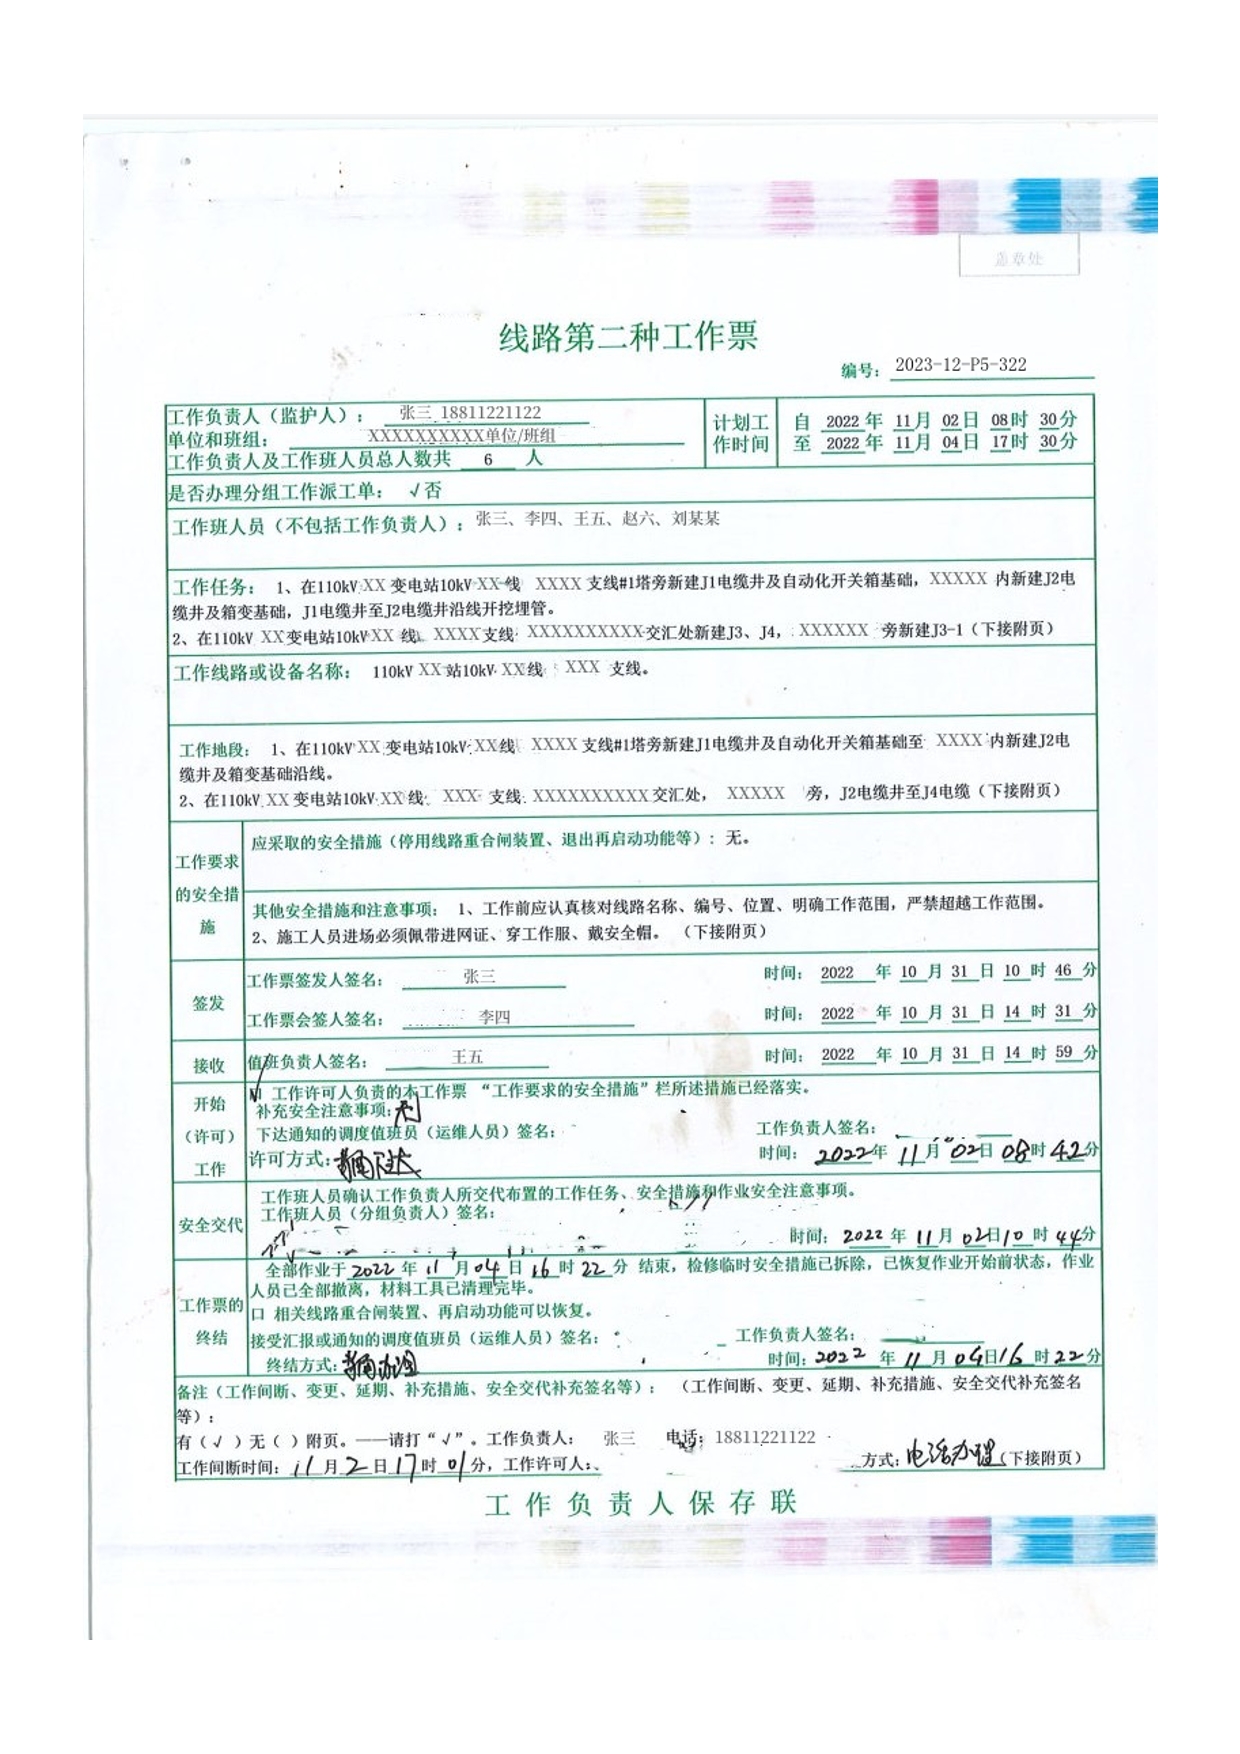 盖章处
线路第二种工作票
编号：2023-12-P5-322
工作负责人（监护人）：张三 18811221122
单位和班组：XXXXXXXXXX单位/班组
工作负责人及工作班人员总人数共 6 人
计划工作时间
自 2022 年 11 月 02 日 08 时 30 分
至 2022 年 11 月 04 日 17 时 30 分
是否办理分组工作派工单：√否
工作班人员（不包括工作负责人）：张三、李四、王五、赵六、刘某某
工作任务：1、在110kV XX 变电站10kV XX 线 XXXX 支线#1塔旁新建J1电缆井及自动化开关箱基础，XXXXX 内新建J2电
缆井及箱变基础，J1电缆井至J2电缆井沿线开挖埋管。
2、在110kV XX 变电站10kV XX 线 XXXX支线 XXXXXXXXXX交汇处新建J3、J4，XXXXXX 旁新建J3-1（下接附页）
工作线路或设备名称：110kV XX 站10kV XX线 XXX 支线。
工作地段：1、在110kV XX 变电站10kV XX线 XXXX 支线#1塔旁新建J1电缆井及自动化开关箱基础至 XXXX 内新建J2电
缆井及箱变基础沿线。
2、在110kV XX 变电站10kV XX线 XXX 支线 XXXXXXXXXX 交汇处， XXXXX 旁，J2电缆井至J4电缆（下接附页）
工作要求的安全措施
应采取的安全措施（停用线路重合闸装置、退出再启动功能等）：无。
其他安全措施和注意事项：1、工作前应认真核对线路名称、编号、位置、明确工作范围，严禁超越工作范围。
2、施工人员进场必须佩带进网证、穿工作服、戴安全帽。（下接附页）
签发
工作票签发人签名：张三 时间：2022 年 10 月 31 日 10 时 46 分
工作票会签人签名：李四 时间：2022 年 10 月 31 日 14 时 31 分
接收
值班负责人签名：王五 时间：2022 年 10 月 31 日 14 时 59 分
开始（许可）工作
工作许可人负责的本工作票“工作要求的安全措施”栏所述措施已经落实。
补充安全注意事项：
下达通知的调度值班员（运维人员）签名： 工作负责人签名：
许可方式： 时间：2022年 11 月 02日 08时 42分
安全交代
工作班人员确认工作负责人所交代布置的工作任务、安全措施和作业安全注意事项。
工作班人员（分组负责人）签名：
时间：2022 年 11 月 02日10 时 44分
工作票的终结
全部作业于2022 年 11 月 04 日 16 时 22 分 结束，检修临时安全措施已拆除，已恢复作业开始前状态，作业
人员已全部撤离，材料工具已清理完毕。
口 相关线路重合闸装置、再启动功能可以恢复。
接受汇报或通知的调度值班员（运维人员）签名： 工作负责人签名：
终结方式： 时间：2022 年 11 月 04日16 时 22分
备注（工作间断、变更、延期、补充措施、安全交代补充签名等）：（工作间断、变更、延期、补充措施、安全交代补充签名
等）：
有（√）无（ ）附页。——请打“√”。工作负责人： 张三 电话：18811221122
工作间断时间：11月2日17时01分，工作许可人： 方式：电话办理（下接附页）
工作负责人保存联